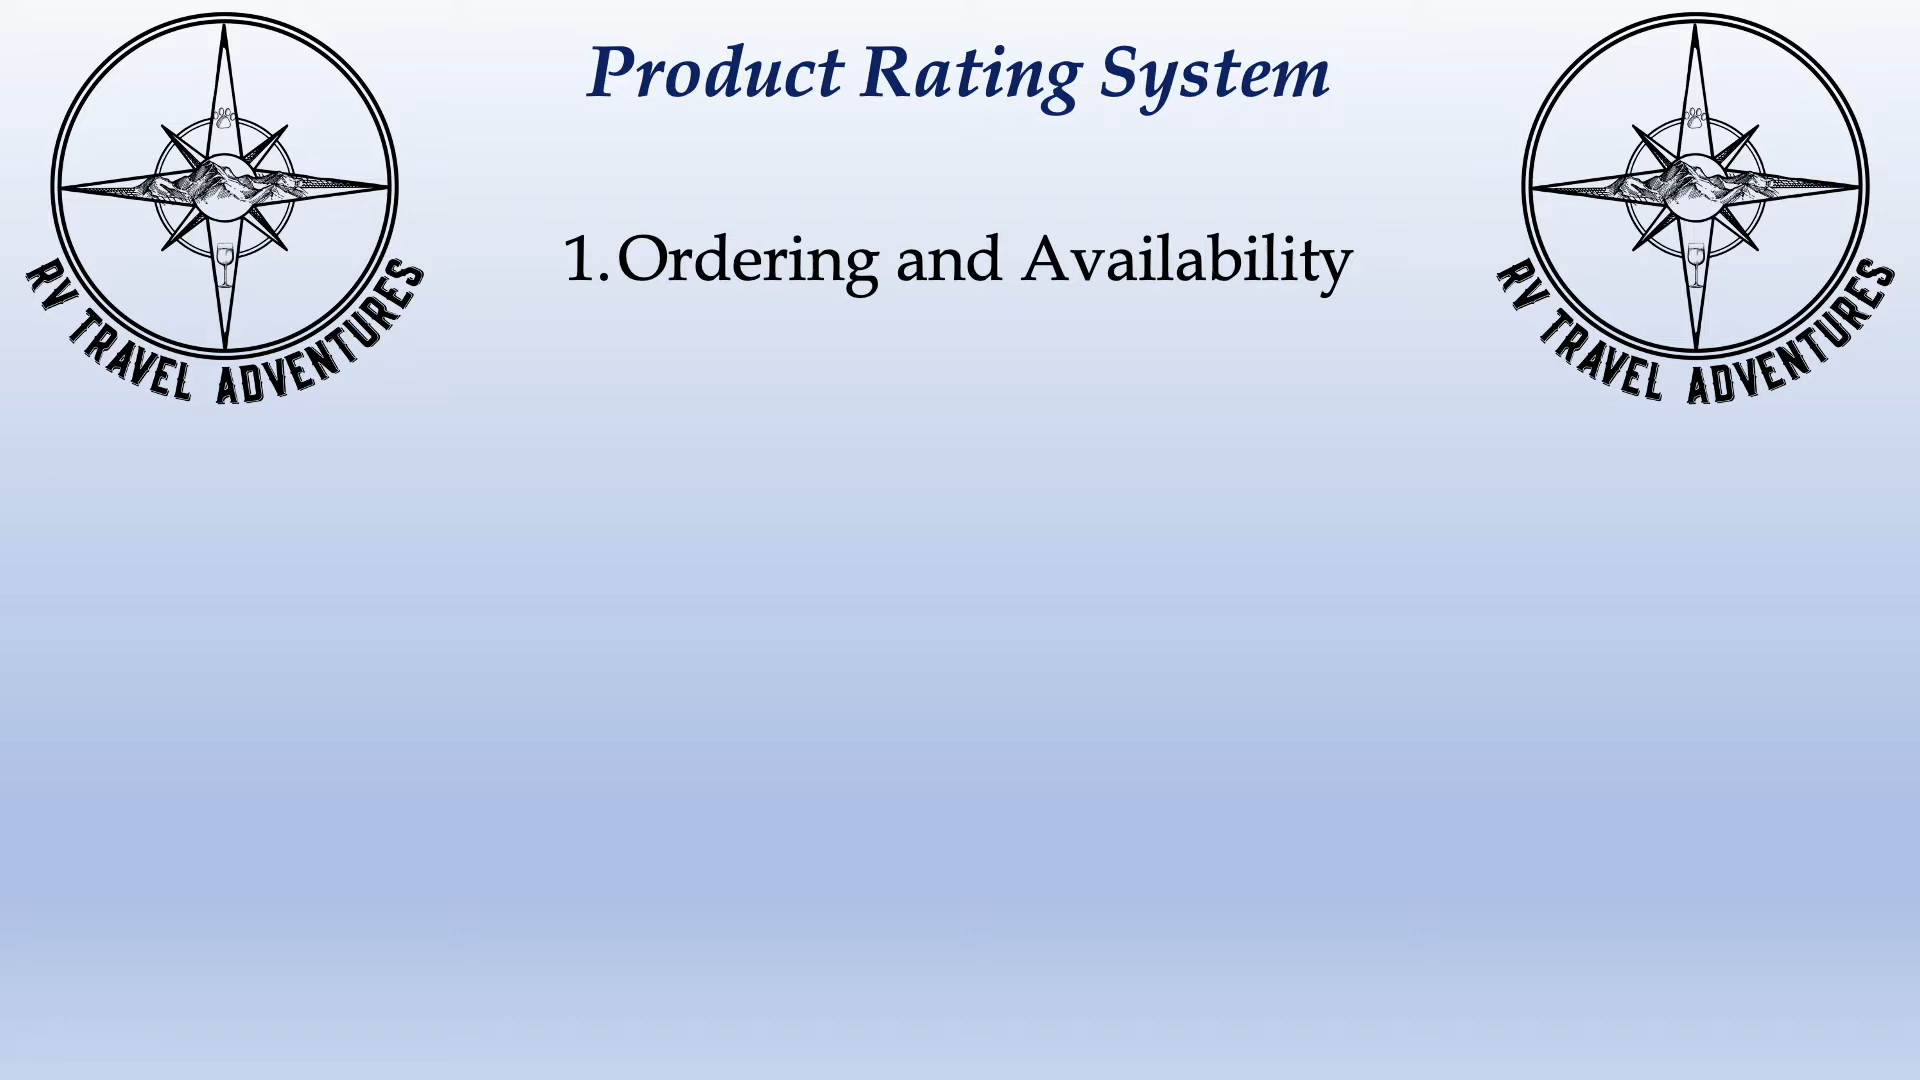 Product Rating System
1. Ordering and Availability
RV TRAVEL ADVENTURES
RV TRAVEL ADVENTURES